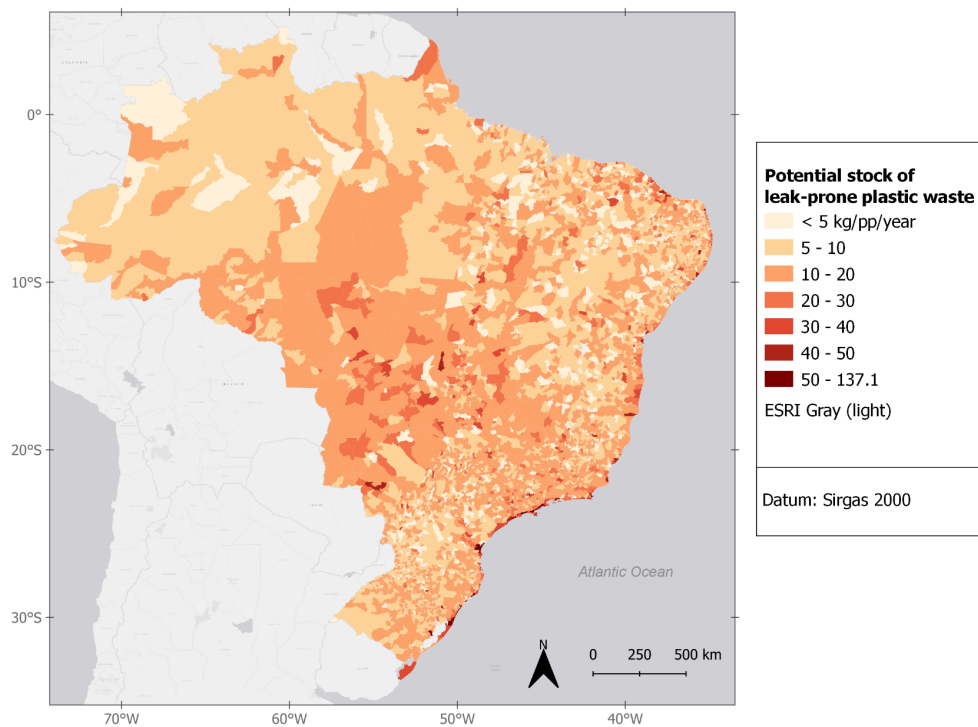 0°
10°S
20°S
30°S
70°W
60°W
50°W
40°W
Atlantic Ocean
N
0 250 500 km
Potential stock of
leak-prone plastic waste
< 5 kg/pp/year
5 - 10
10 - 20
20 - 30
30 - 40
40 - 50
50 - 137.1
ESRI Gray (light)
Datum: Sirgas 2000